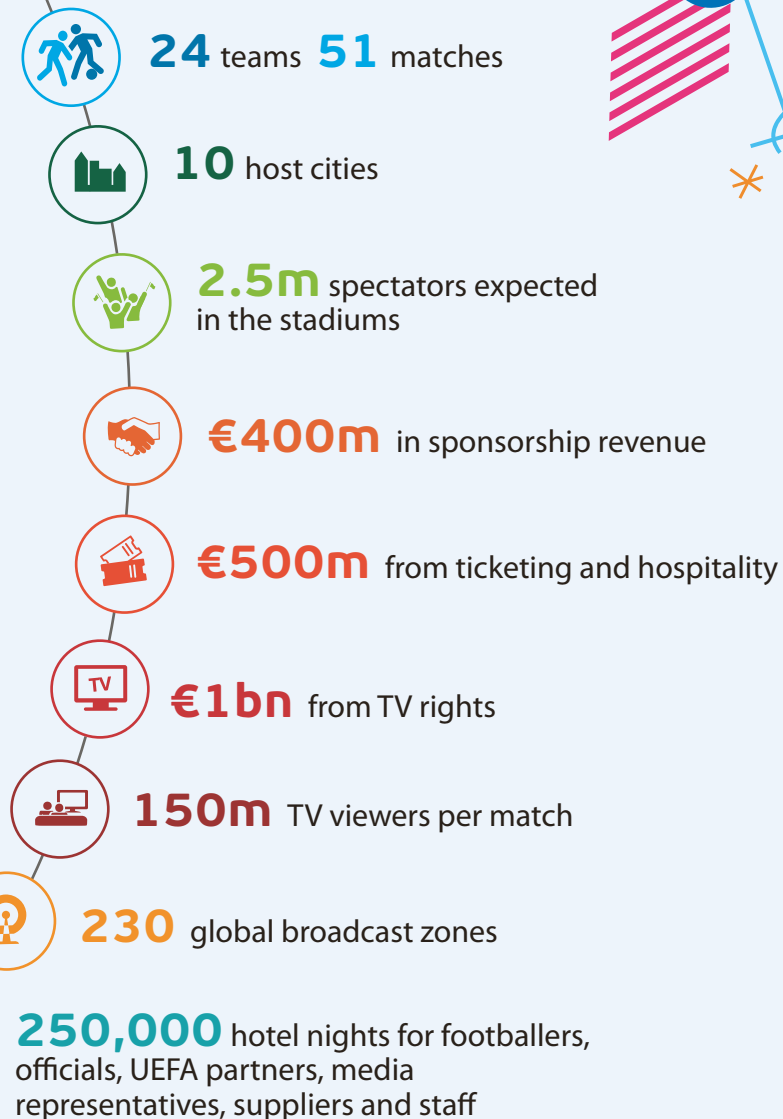 24 teams 51 matches
10 host cities
2.5m spectators expected
in the stadiums
€400m in sponsorship revenue
€500m from ticketing and hospitality
TV
€1bn from TV rights
150m TV viewers per match
230 global broadcast zones
250,000 hotel nights for footballers,
officials, UEFA partners, media
representatives, suppliers and staff